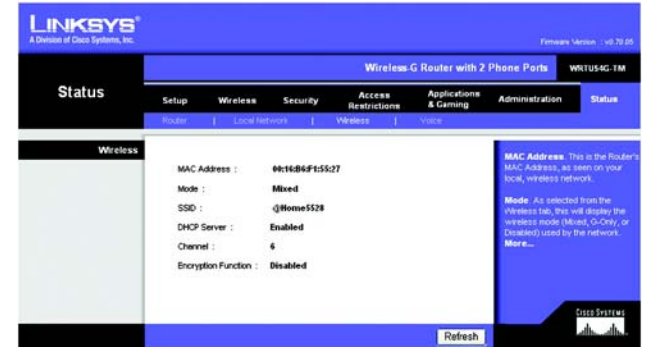 LINKSYS®
A Division of Cisco Systems, Inc.
Firmware Version : v0.70.05
Wireless-G Router with 2 Phone Ports WRTU54G-TM
Status
Setup Wireless Security Access Restrictions Applications & Gaming Administration Status
Router | Local Network | Wireless | Voice
Wireless
MAC Address : 00:16:B6:F1:55:27
Mode : Mixed
SSID : @Home5528
DHCP Server : Enabled
Channel : 6
Encryption Function : Disabled
MAC Address. This is the Router's
MAC Address, as seen on your
local, wireless network.
Mode. As selected from the
Wireless tab, this will display the
wireless mode (Mixed, G-Only, or
Disabled) used by the network.
More...
Refresh
CISCO SYSTEMS